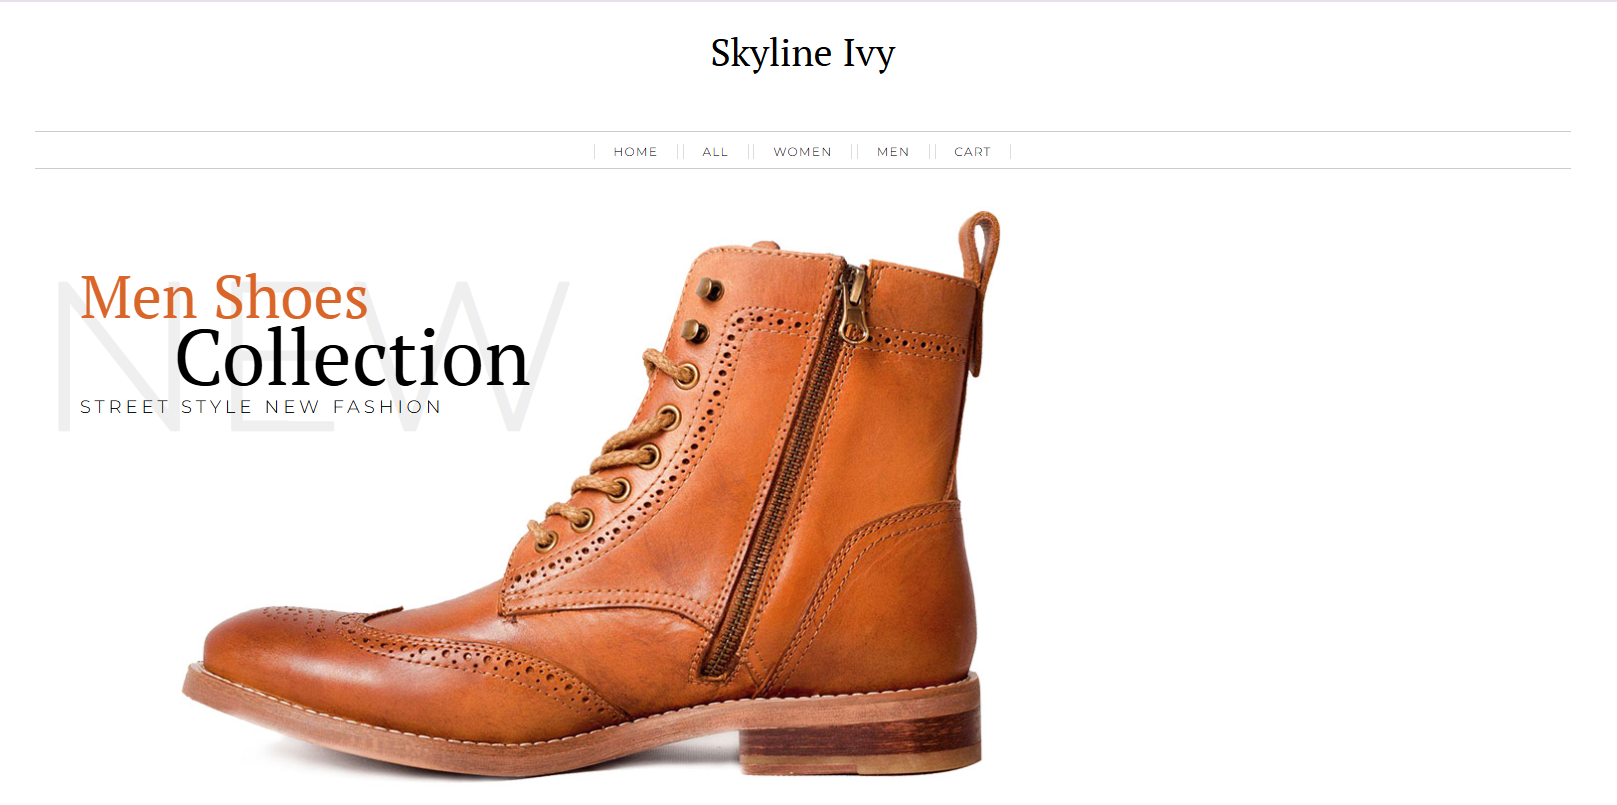 Skyline Ivy
HOME ALL WOMEN MEN CART
NEW
Men Shoes
Collection
STREET STYLE NEW FASHION